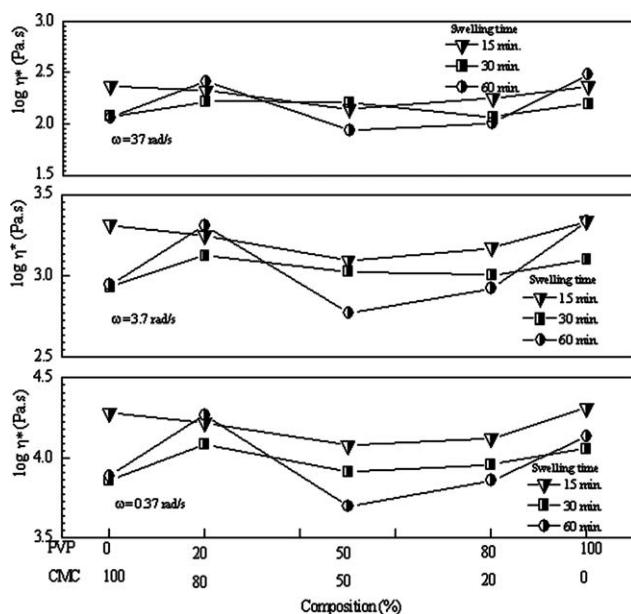 3.0
Swelling time
15 min.
30 min.
60 min.
2.5
log η* (Pa.s)
2.0
ω = 37 rad/s
1.5
3.5
log η* (Pa.s)
3.0
Swelling time
15 min.
30 min.
60 min.
ω = 3.7 rad/s
2.5
4.5
log η* (Pa.s)
4.0
Swelling time
15 min.
30 min.
60 min.
ω = 0.37 rad/s
3.5
PVP 0 20 50 80 100
CMC 100 80 50 20 0
Composition (%)